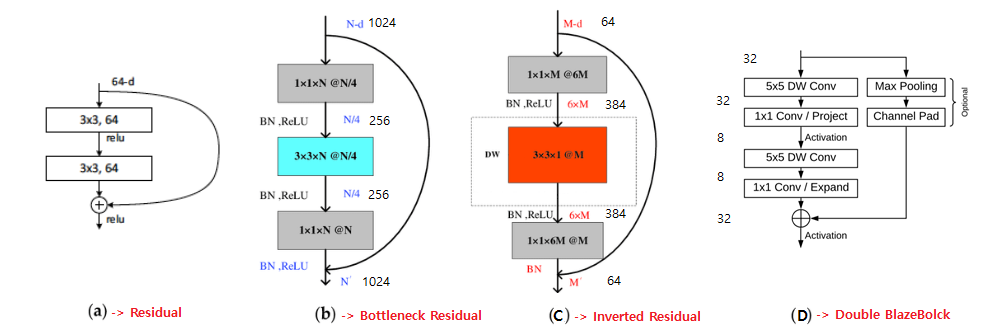 64-d
3x3, 64
relu
3x3, 64
relu
(a) -> Residual
N-d 1024
1×1×N @N/4
BN ,ReLU N/4 256
3×3×N @N/4
BN ,ReLU N/4 256
1×1×N @N
BN ,ReLU
N' 1024
(b) -> Bottleneck Residual
M-d 64
1×1×M @6M
BN ,ReLU 6×M 384
DW 3×3×1 @M
BN ,ReLU 6×M 384
1×1×6M @M
BN
M' 64
(C) -> Inverted Residual
32
5x5 DW Conv
Max Pooling
32
1x1 Conv / Project
Channel Pad
Optional
Activation
8
5x5 DW Conv
8
1x1 Conv / Expand
32
Activation
(D) -> Double BlazeBolck